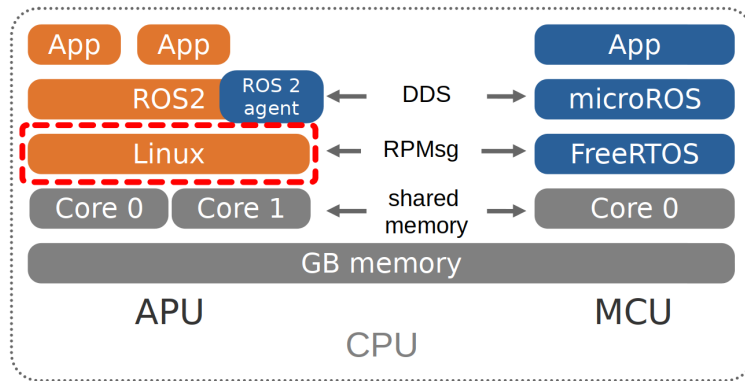 App App App
ROS2 ROS 2
agent DDS microROS
Linux RPMsg FreeRTOS
Core 0 Core 1 shared
memory Core 0
GB memory
APU MCU
CPU